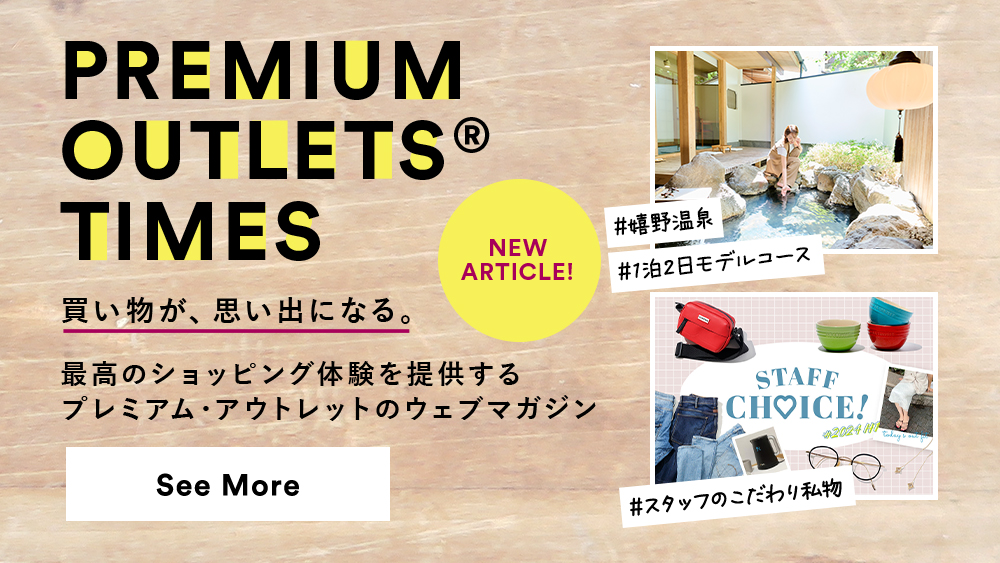 PREMIUM
OUTLETS®
TIMES
NEW
ARTICLE!
買い物が、思い出になる。
最高のショッピング体験を提供する
プレミアム・アウトレットのウェブマガジン
See More
#嬉野温泉
#1泊2日モデルコース
STAFF
CH♡ICE!
#スタッフのこだわり私物